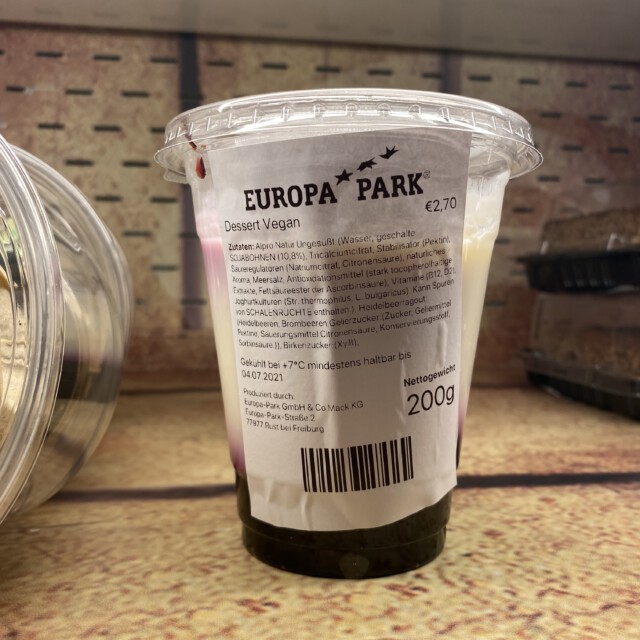 EUROPA PARK®
€2,70
Dessert Vegan
Zutaten: Alpro Natur Ungesüßt (Wasser, geschälte
SOJABOHNEN (10,8%), Tricalciumcitrat, Stabilisator (Pektin),
Säureregulatoren (Natriumcitrat, Citronensäure), natürliches
Aroma, Meersalz, Antioxidationsmittel (stark tocopherolhaltige
Extrakte, Fettsäureester der Ascorbinsäure), Vitamine (B12, D2),
Joghurtkulturen (Str. thermophilus, L. bulgaricus). Kann Spuren
von SCHALENFRÜCHTE enthalten.), Heidelbeerragout:
(Heidelbeeren, Brombeeren Gelierzucker (Zucker, Geliermittel
Pektine, Säuerungsmittel Citronensäure, Konservierungsstoff
Sorbinsäure.)), Birkenzucker (Xylit).
Gekühlt bei +7°C mindestens haltbar bis
04.07.2021
Nettogewicht
200g
Produziert durch:
Europa-Park GmbH & Co Mack KG
Europa-Park-Straße 2
77977 Rust bei Freiburg